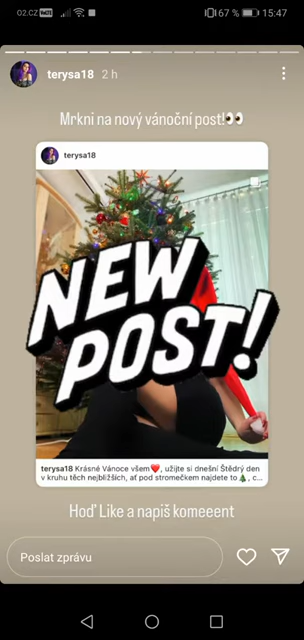 O2.CZ VoLTE 67 % 15:47
terysa18 2 h
Mrkni na nový vánoční post!👀
terysa18
NEW
POST!
terysa18 Krásné Vánoce všem❤️, užijte si dnešní Štědrý den
v kruhu těch nejbližších, ať pod stromečkem najdete to🎄, c...
Hoď Like a napiš komeeent
Poslat zprávu